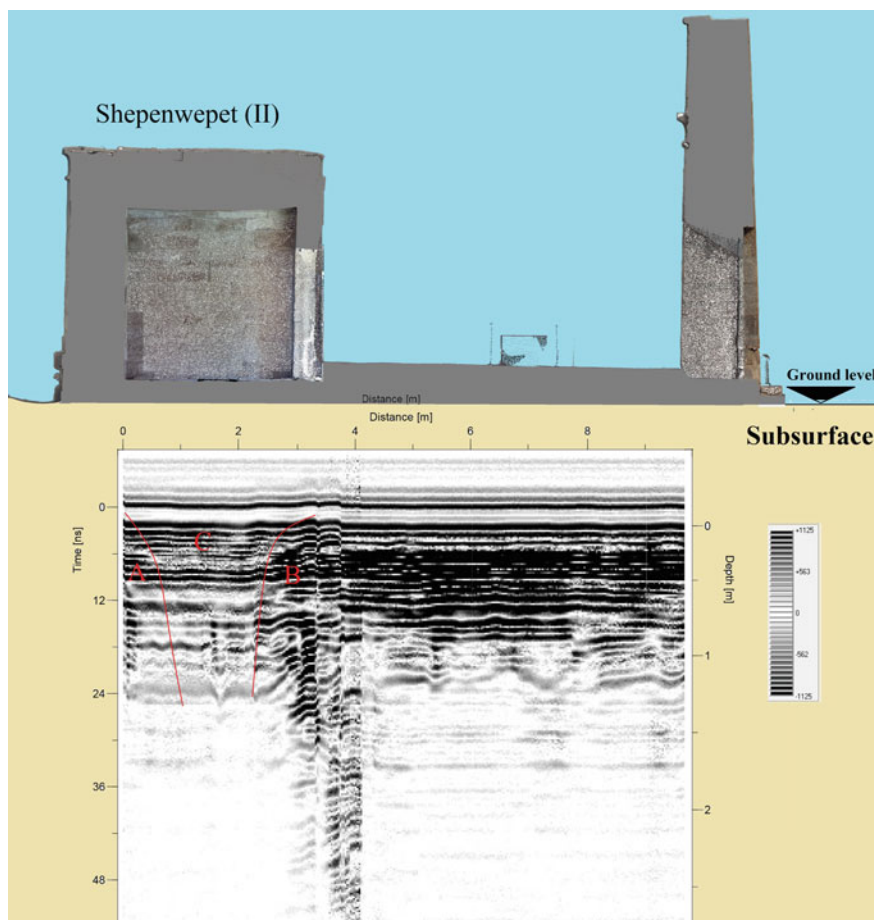 Shepenwepet (II)
Ground level
Distance [m]
Distance [m]
Subsurface
0 2 4 6 8
Time [ns]
0
12
24
36
48
A
B
C
Depth [m]
0
1
2
+1125
+563
0
-562
-1125